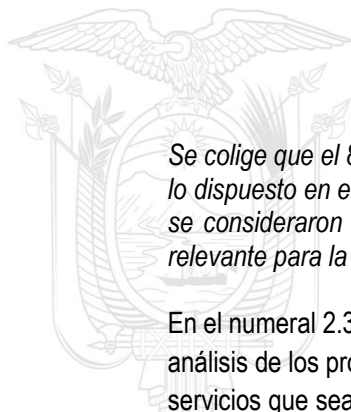 Se colige que el
lo dispuesto en e
se consideraron
relevante para la
En el numeral 2.3
análisis de los pro
servicios que sea